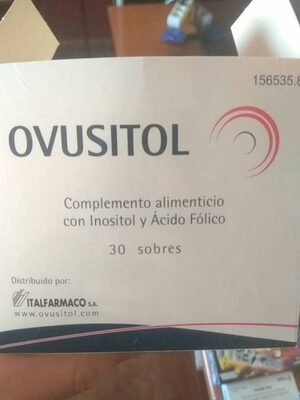 156535.8
OVUSITOL
Complemento alimenticio
con Inositol y Ácido Fólico
30 sobres
Distribuido por:
ITALFARMACO S.A.
www.ovusitol.com